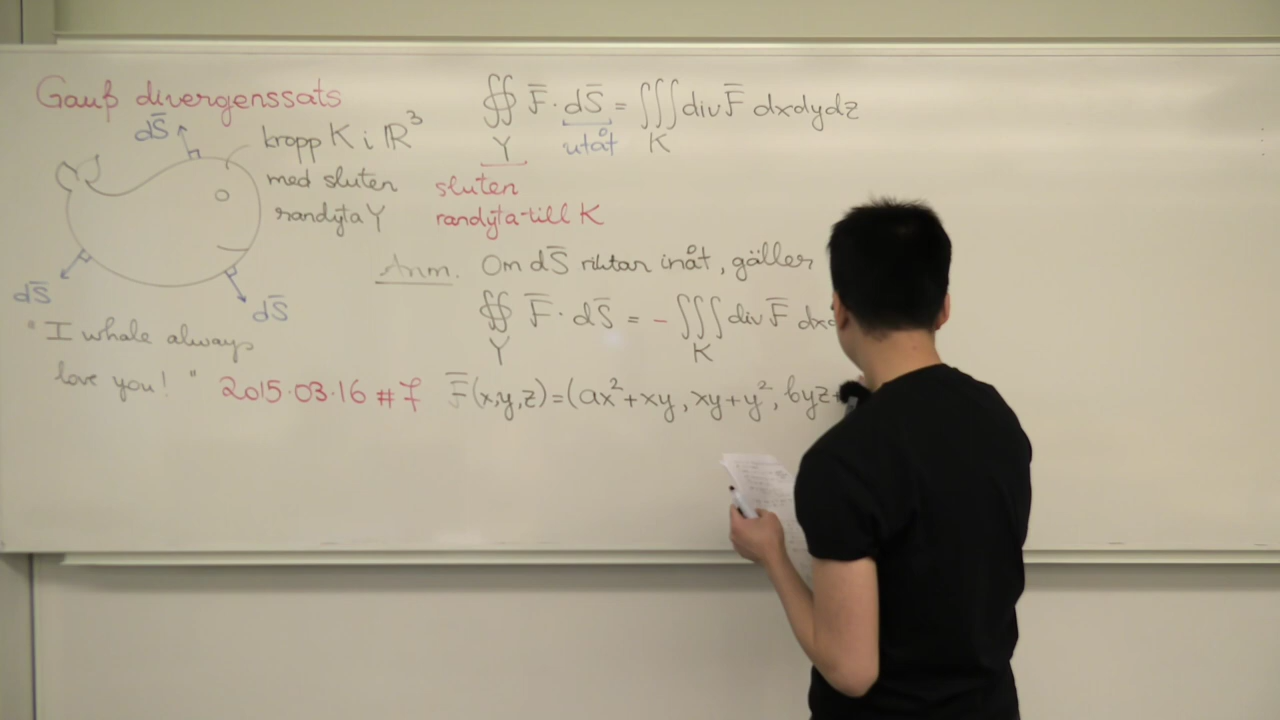 Gauß divergenssats
∯ F̅ · dS̅ = ∭ div F̅ dxdydz
Y utåt K
sluten
randyta till K
dS̅
kropp K i ℝ³
med sluten
randyta Y
dS̅
dS̅
Anm. Om dS̅ riktar inåt, gäller
∯ F̅ · dS̅ = - ∭ div F̅ dx
Y K
"I whale always
love you!"
2015.03.16 #7 F̅(x,y,z)=(ax²+xy, xy+y², byz+